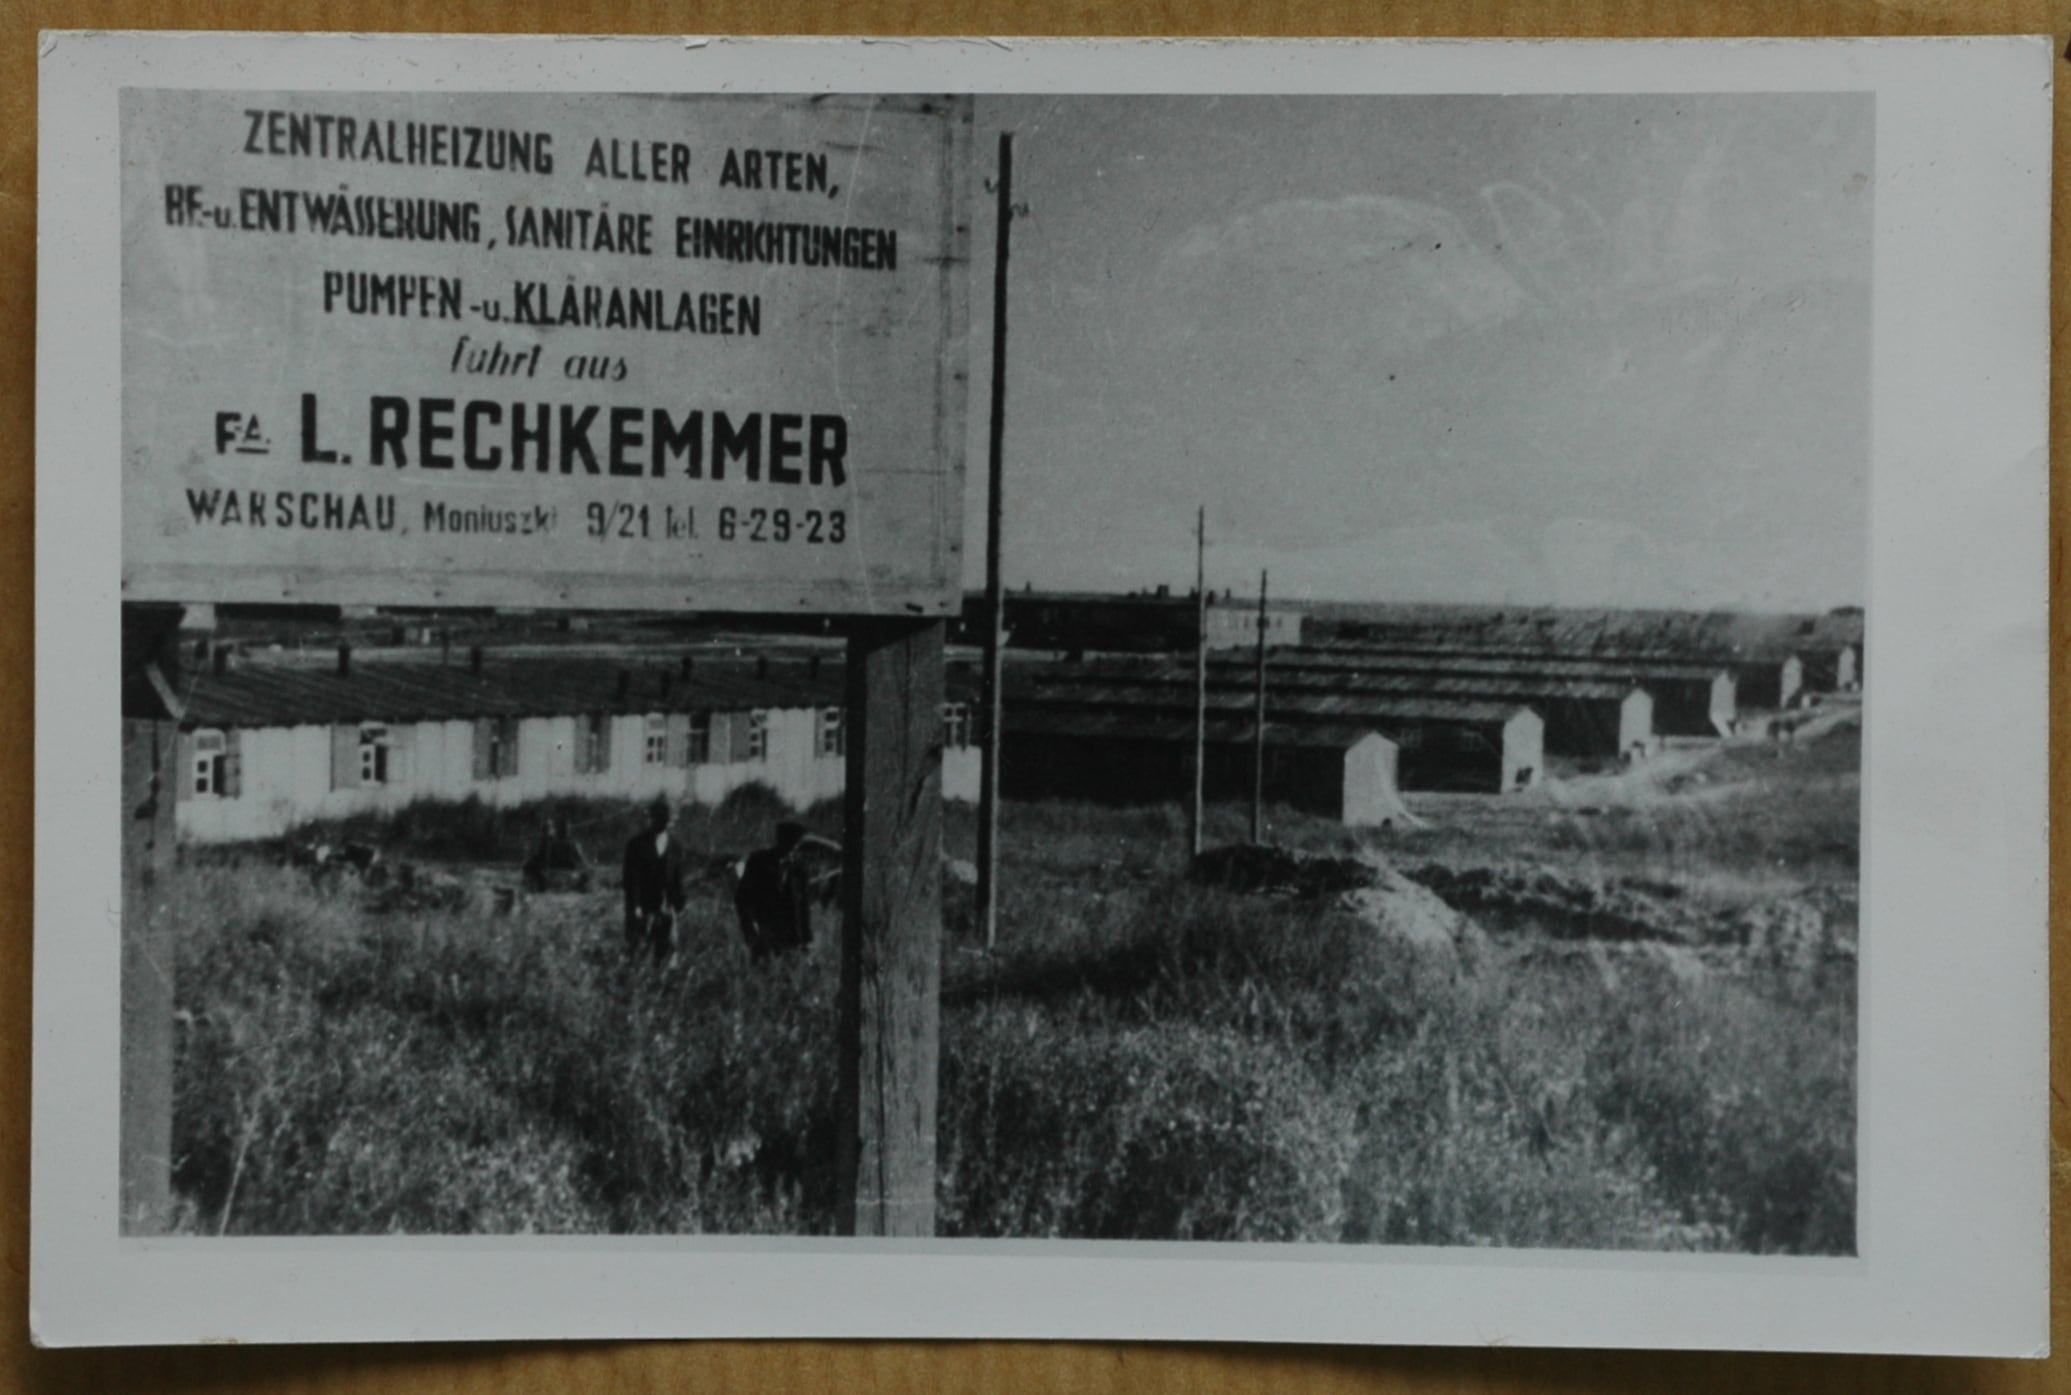 ZENTRALHEIZUNG ALLER ARTEN,
BE-u. ENTWÄSSERUNG, SANITÄRE EINRICHTUNGEN
PUMPEN-u. KLÄRANLAGEN
führt aus
FA. L. RECHKEMMER
WARSCHAU, Moniuszki 9/21 Tel. 6-29-23